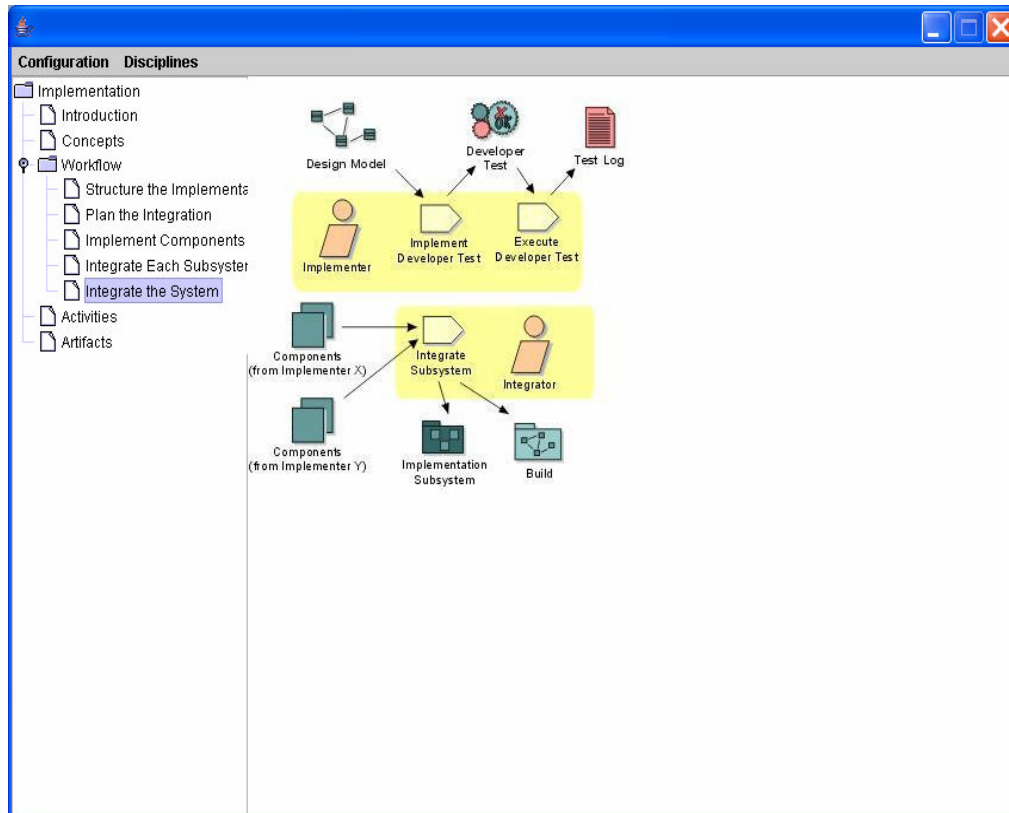 Configuration Disciplines
Implementation
Introduction
Concepts
Workflow
Structure the Implementa
Plan the Integration
Implement Components
Integrate Each Subsyster
Integrate the System
Activities
Artifacts
Design Model
Developer
Test
Test Log
Implementer
Implement
Developer Test
Execute
Developer Test
Components
(from Implementer X)
Integrate
Subsystem
Integrator
Components
(from Implementer Y)
Implementation
Subsystem
Build